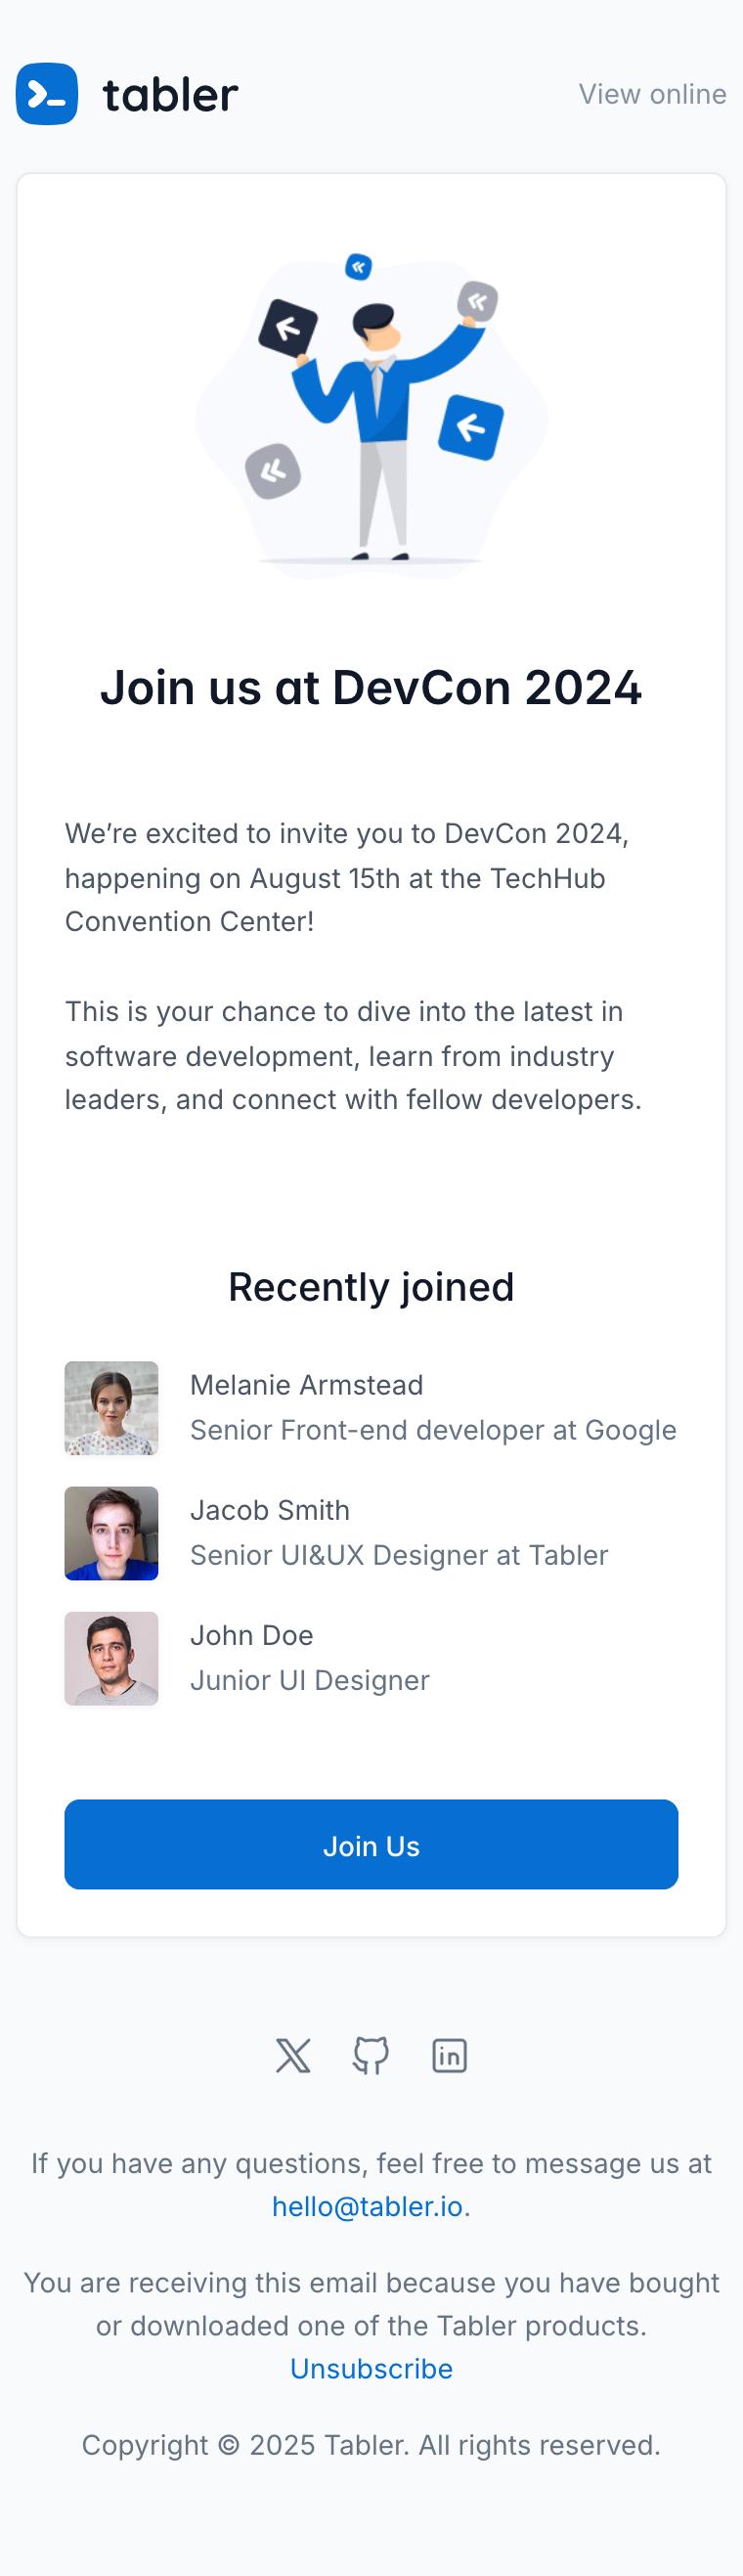 tabler
View online
Join us at DevCon 2024
We’re excited to invite you to DevCon 2024,
happening on August 15th at the TechHub
Convention Center!
This is your chance to dive into the latest in
software development, learn from industry
leaders, and connect with fellow developers.
Recently joined
Melanie Armstead
Senior Front-end developer at Google
Jacob Smith
Senior UI&UX Designer at Tabler
John Doe
Junior UI Designer
Join Us
If you have any questions, feel free to message us at
hello@tabler.io.
You are receiving this email because you have bought
or downloaded one of the Tabler products.
Unsubscribe
Copyright © 2025 Tabler. All rights reserved.